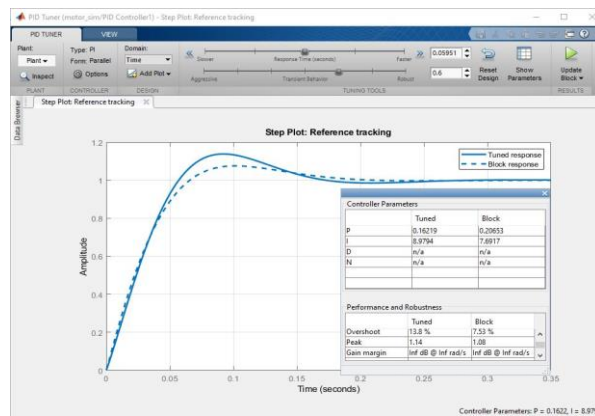 PID Tuner (motor_sim/PID Controller1) - Step Plot: Reference tracking
PID TUNER VIEW
Plant: Type: PI Domain:
Plant Form: Parallel Time Slower Response Time (seconds) Faster 0.05951
Inspect Options Add Plot Aggressive Transient Behavior Robust 0.6 Reset Design Show Parameters Update Block
PLANT CONTROLLER DESIGN TUNING TOOLS RESULTS
Data Browser
Step Plot: Reference tracking
Step Plot: Reference tracking
Tuned response
Block response
Amplitude
1.2
1
0.8
0.6
0.4
0.2
0
0 0.05 0.1 0.15 0.2 0.25 0.3 0.35
Time (seconds)
Controller Parameters
Tuned Block
P 0.16219 0.20653
I 8.9794 7.6917
D n/a n/a
N n/a n/a
Performance and Robustness
Tuned Block
Overshoot 13.8 % 7.53 %
Peak 1.14 1.08
Gain margin Inf dB @ Inf rad/s Inf dB @ Inf rad/s
Controller Parameters: P = 0.1622, I = 8.979